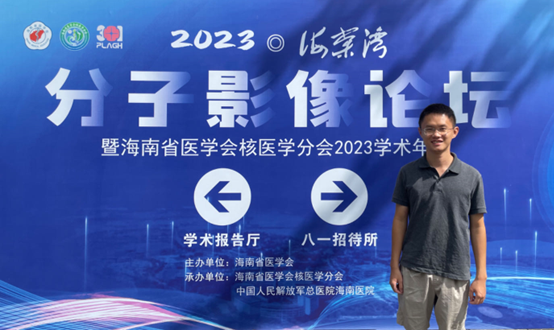 301
PLAGH
2023 海棠湾
分子影像论坛
暨海南省医学会核医学分会2023学术年
学术报告厅 八一招待所
主办单位：海南省医学会
承办单位：海南省医学会核医学分会
中国人民解放军总医院海南医院